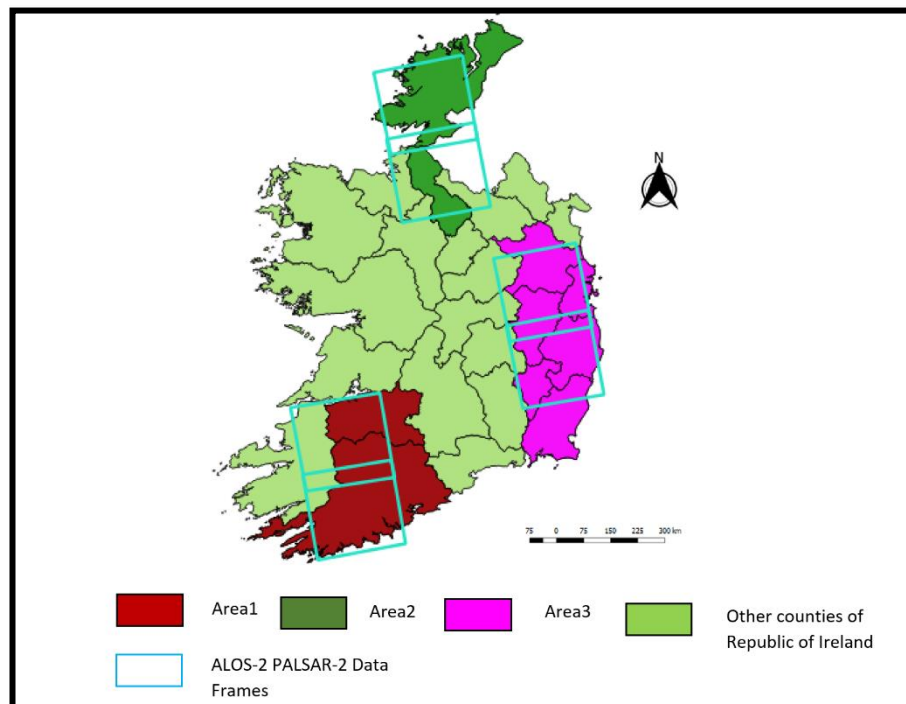 N
75 0 75 150 225 300 km
Area1
Area2
Area3
Other counties of
Republic of Ireland
ALOS-2 PALSAR-2 Data
Frames